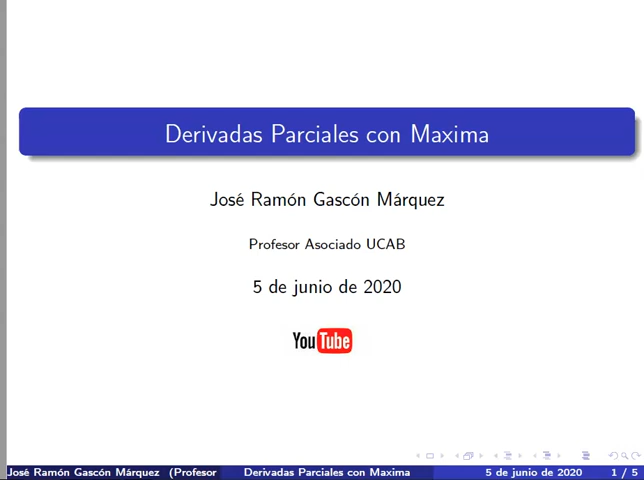 Derivadas Parciales con Maxima
José Ramón Gascón Márquez
Profesor Asociado UCAB
5 de junio de 2020
YouTube
José Ramón Gascón Márquez (Profesor Derivadas Parciales con Maxima 5 de junio de 2020 1 / 5